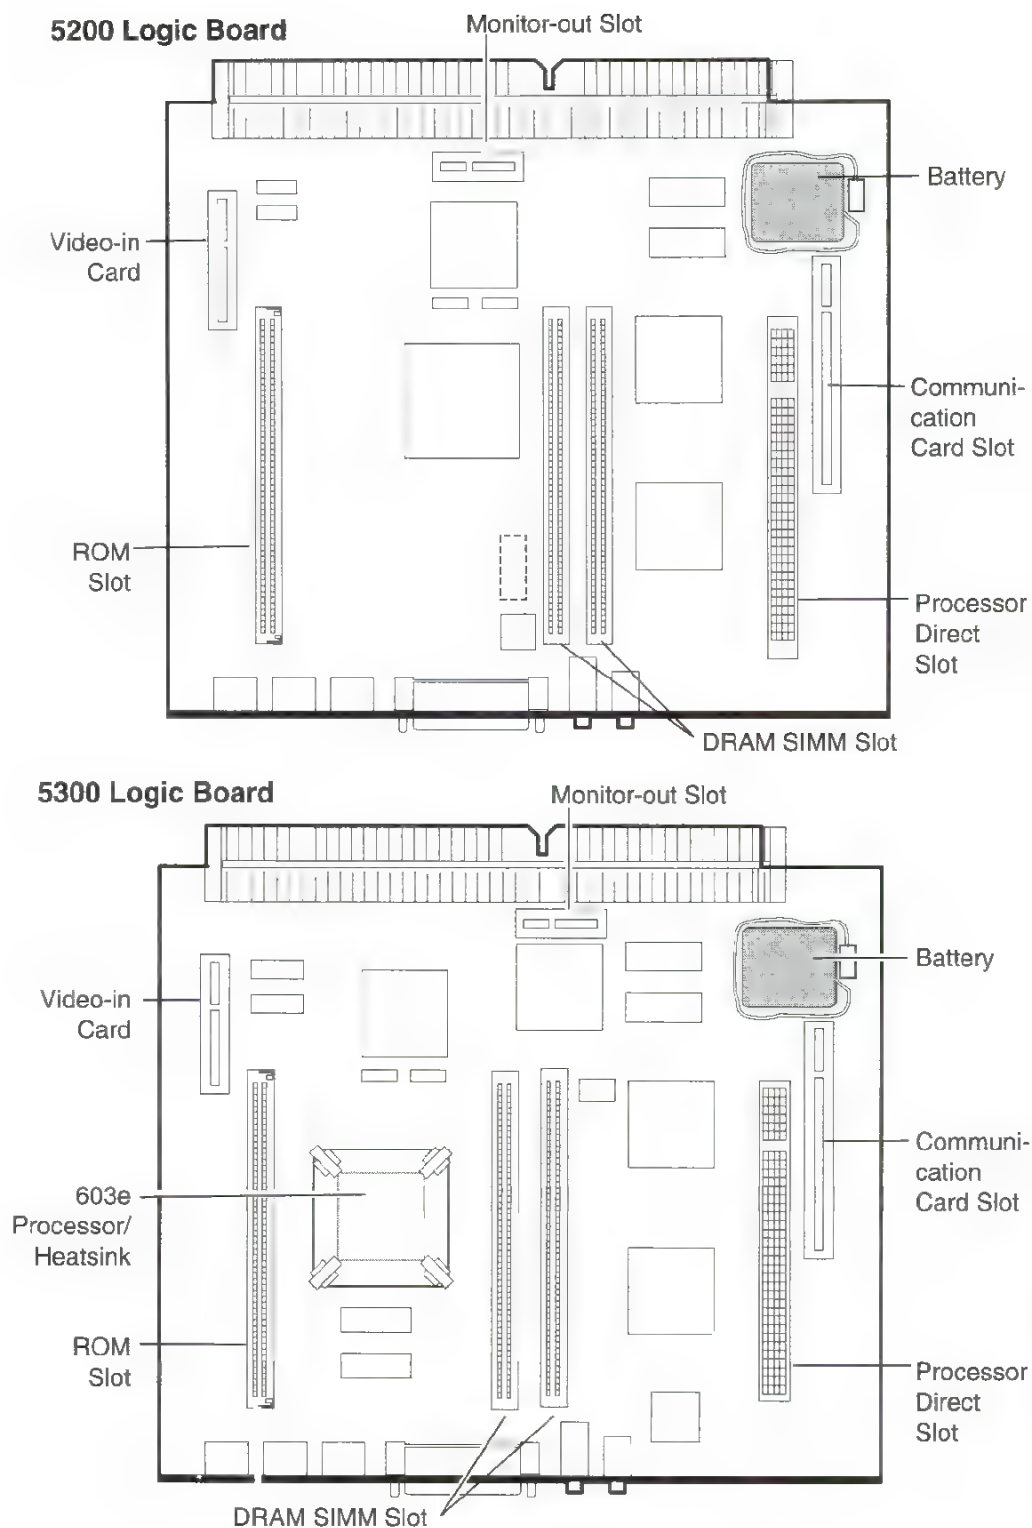 5200 Logic Board
Monitor-out Slot
Battery
Video-in
Card
Communi-
cation
Card Slot
ROM
Slot
Processor
Direct
Slot
DRAM SIMM Slot
5300 Logic Board
Monitor-out Slot
Battery
Video-in
Card
Communi-
cation
Card Slot
603e
Processor/
Heatsink
ROM
Slot
Processor
Direct
Slot
DRAM SIMM Slot